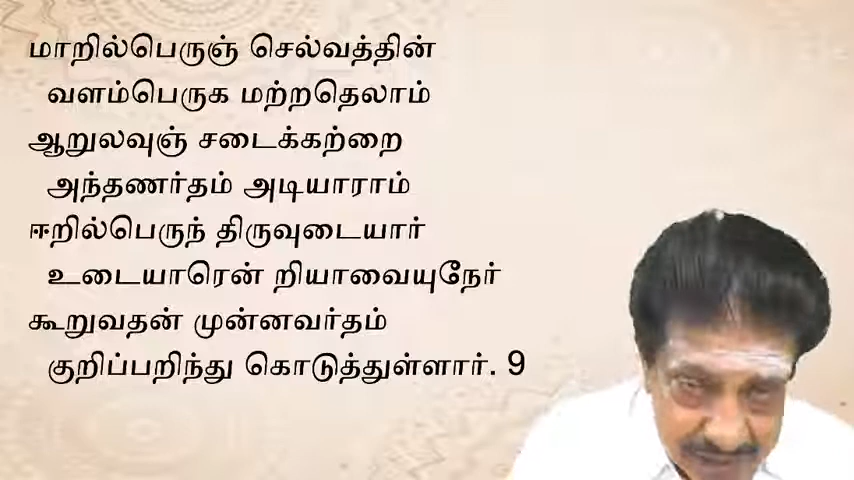 மாறில்பெருஞ் செல்வத்தின்
வளம்பெருக மற்றதெலாம்
ஆறுலவுஞ் சடைக்கற்றை
அந்தணர்தம் அடியாராம்
ஈறில்பெருந் திருவுடையார்
உடையாரென் றியாவையுநேர்
கூறுவதன் முன்னவர்தம்
குறிப்பறிந்து கொடுத்துள்ளார். 9